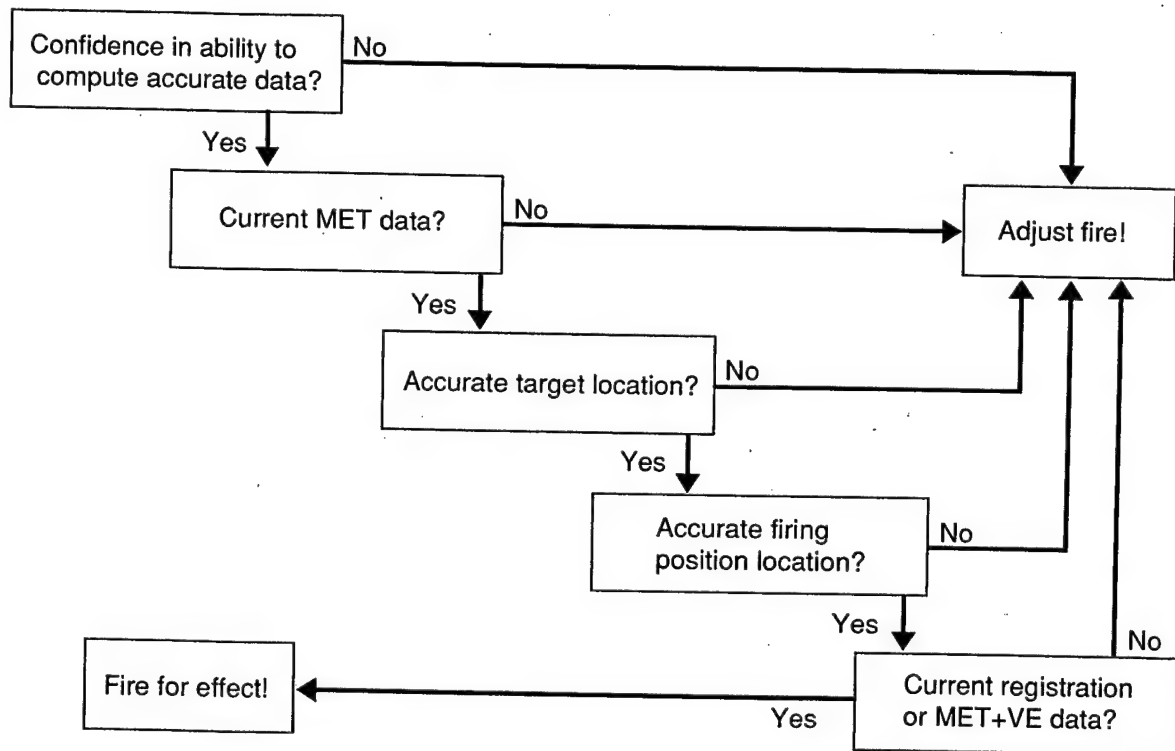 Confidence in ability to
compute accurate data?
No
Yes
Current MET data?
No
Adjust fire!
Yes
Accurate target location?
No
Yes
Accurate firing
position location?
No
Yes
No
Fire for effect!
Current registration
or MET+VE data?
Yes